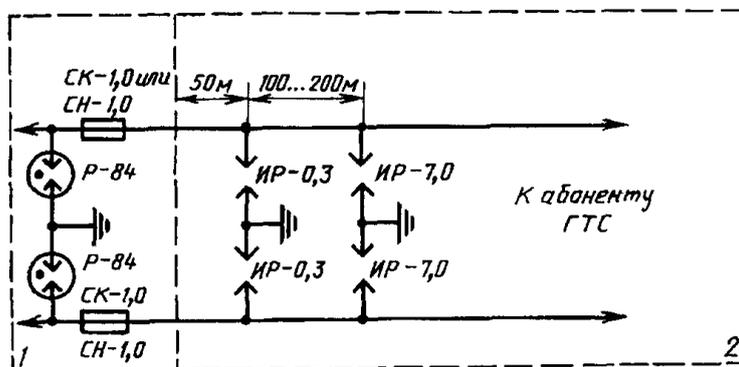 СК-1,0 или
СН-1,0
50м
100...200м
Р-84
ИР-0,3
ИР-7,0
К абоненту
ГТС
Р-84
ИР-0,3
ИР-7,0
СК-1,0
СН-1,0
1
2